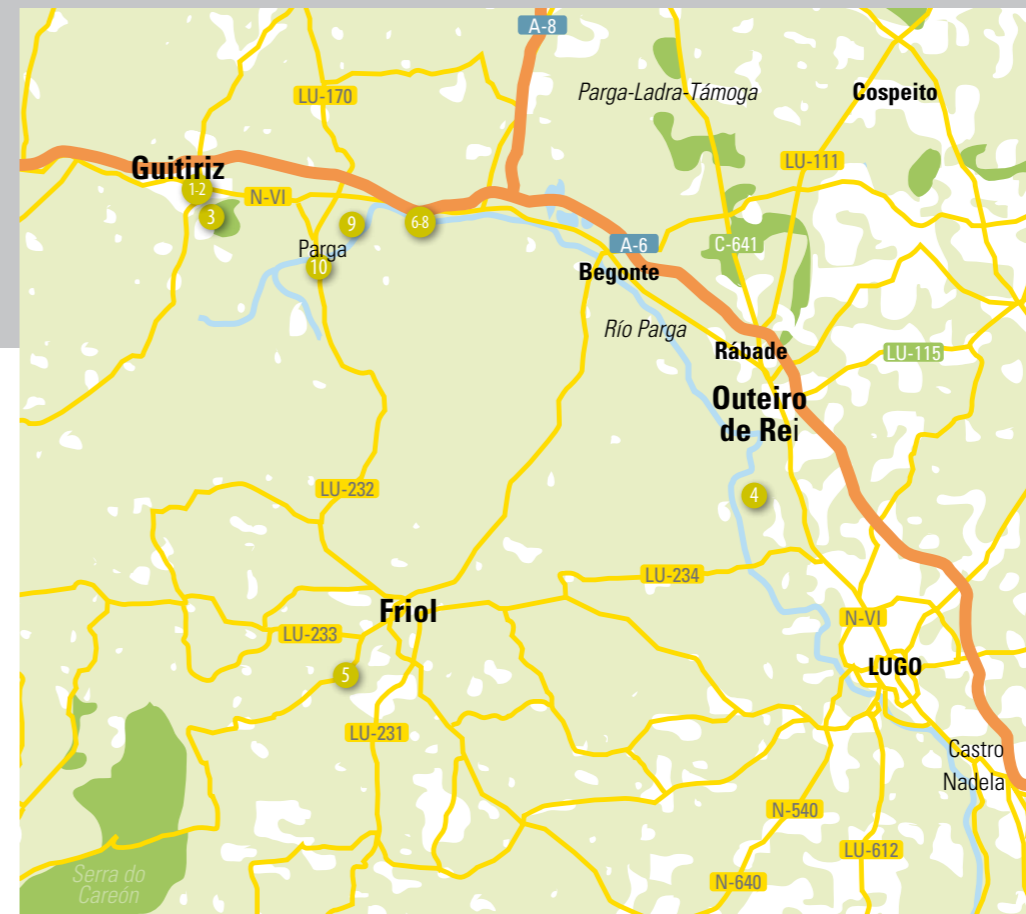 A-8
Parga-Ladra-Támoga
Cospeito
LU-170
LU-111
Guitiriz
1-2
N-VI
3
9
6-8
Parga
10
A-6
C-641
Begonte
Río Parga
Rábade
LU-115
Outeiro
de Rei
4
LU-232
LU-234
Friol
N-VI
LU-233
LUGO
5
LU-231
Castro
Nadela
N-540
LU-612
Serra do
Careón
N-640